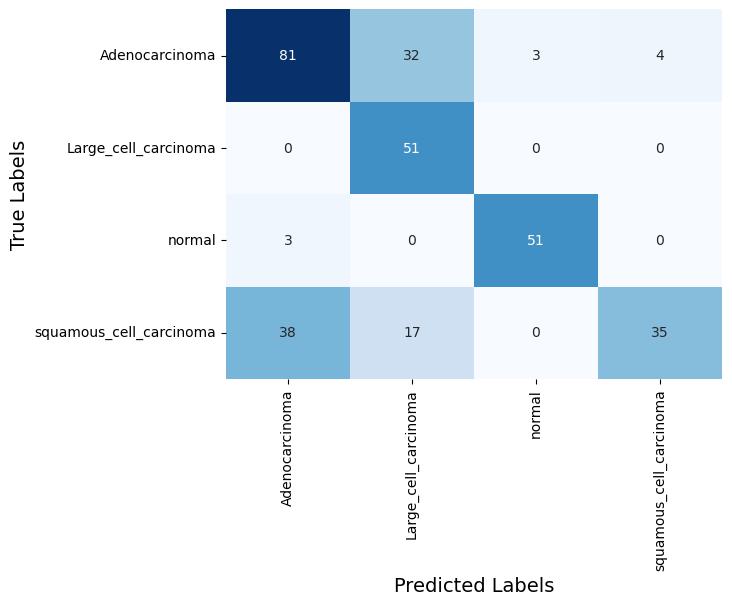 True Labels
Adenocarcinoma 81 32 3 4
Large_cell_carcinoma 0 51 0 0
normal 3 0 51 0
squamous_cell_carcinoma 38 17 0 35
Adenocarcinoma
Large_cell_carcinoma
normal
squamous_cell_carcinoma
Predicted Labels